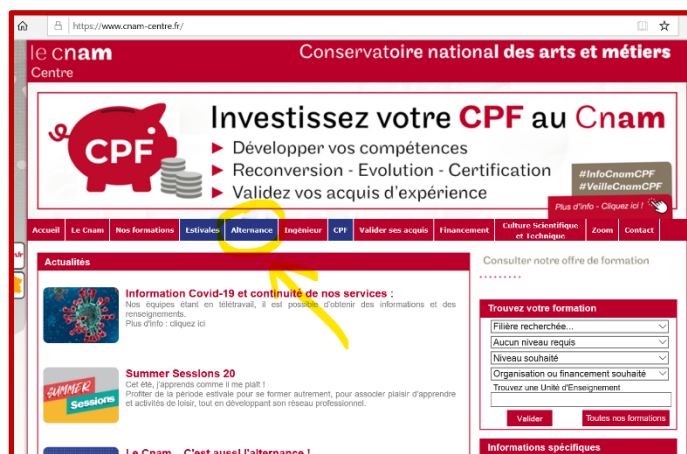 https://www.cnam-centre.fr/
le cnam
Centre
Conservatoire national des arts et métiers
CPF
Investissez votre CPF au Cnam
► Développer vos compétences
► Reconversion - Evolution - Certification
► Validez vos acquis d'expérience
#InfoCnamCPF
#VeilleCnamCPF
Plus d'info - Cliquez ici !
Accueil
Le Cnam
Nos formations
Estivales
Alternance
Ingénieur
CPF
Valider ses acquis
Financement
Culture Scientifique
et Technique
Zoom
Contact
Actualités
Information Covid-19 et continuité de nos services :
Nos équipes étant en télétravail, il est possible d'obtenir des informations et des
renseignements.
Plus d'info : cliquez ici
SUMMER
Sessions
Summer Sessions 20
Cet été, j'apprends comme il me plaît !
Profiter de la période estivale pour se former autrement, pour associer plaisir d'apprendre
et activités de loisir, tout en développant son réseau professionnel.
Le Cnam... C'est aussi l'alternance !
Consulter notre offre de formation
Trouvez votre formation
Filière recherchée...
Aucun niveau requis
Niveau souhaité
Organisation ou financement souhaité
Trouvez une Unité d'Enseignement
Valider
Toutes nos formations
Informations spécifiques